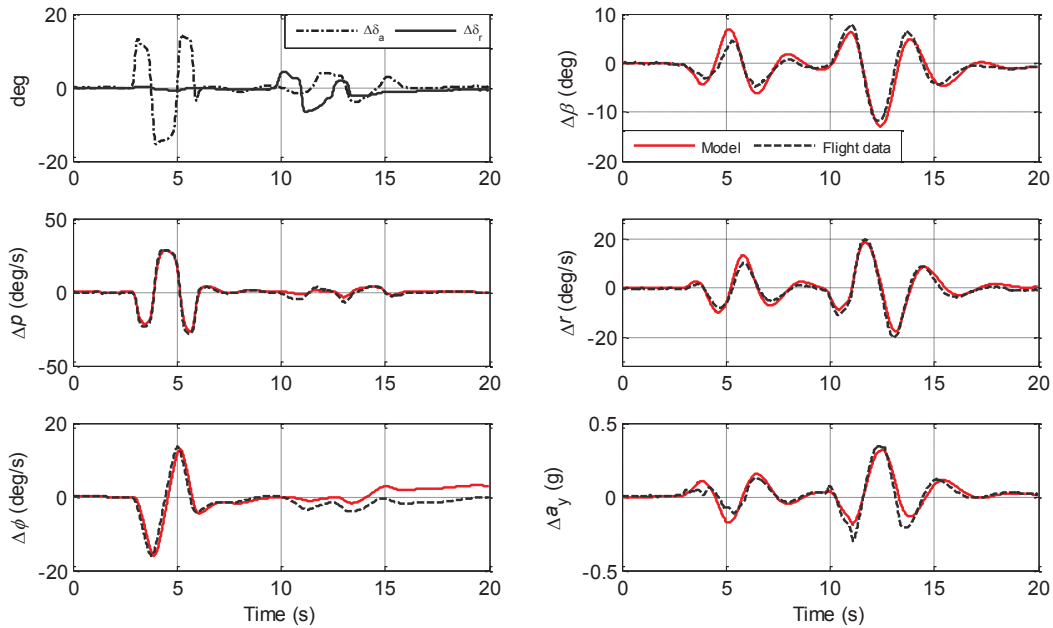 20
0
-20
deg
Δδa
Δδr
0 5 10 15 20
10
0
-10
-20
Δβ (deg)
Model
Flight data
0 5 10 15 20
50
0
-50
Δp (deg/s)
0 5 10 15 20
20
0
-20
Δr (deg/s)
0 5 10 15 20
20
0
-20
Δϕ (deg/s)
0 5 10 15 20
Time (s)
0.5
0
-0.5
Δay (g)
0 5 10 15 20
Time (s)